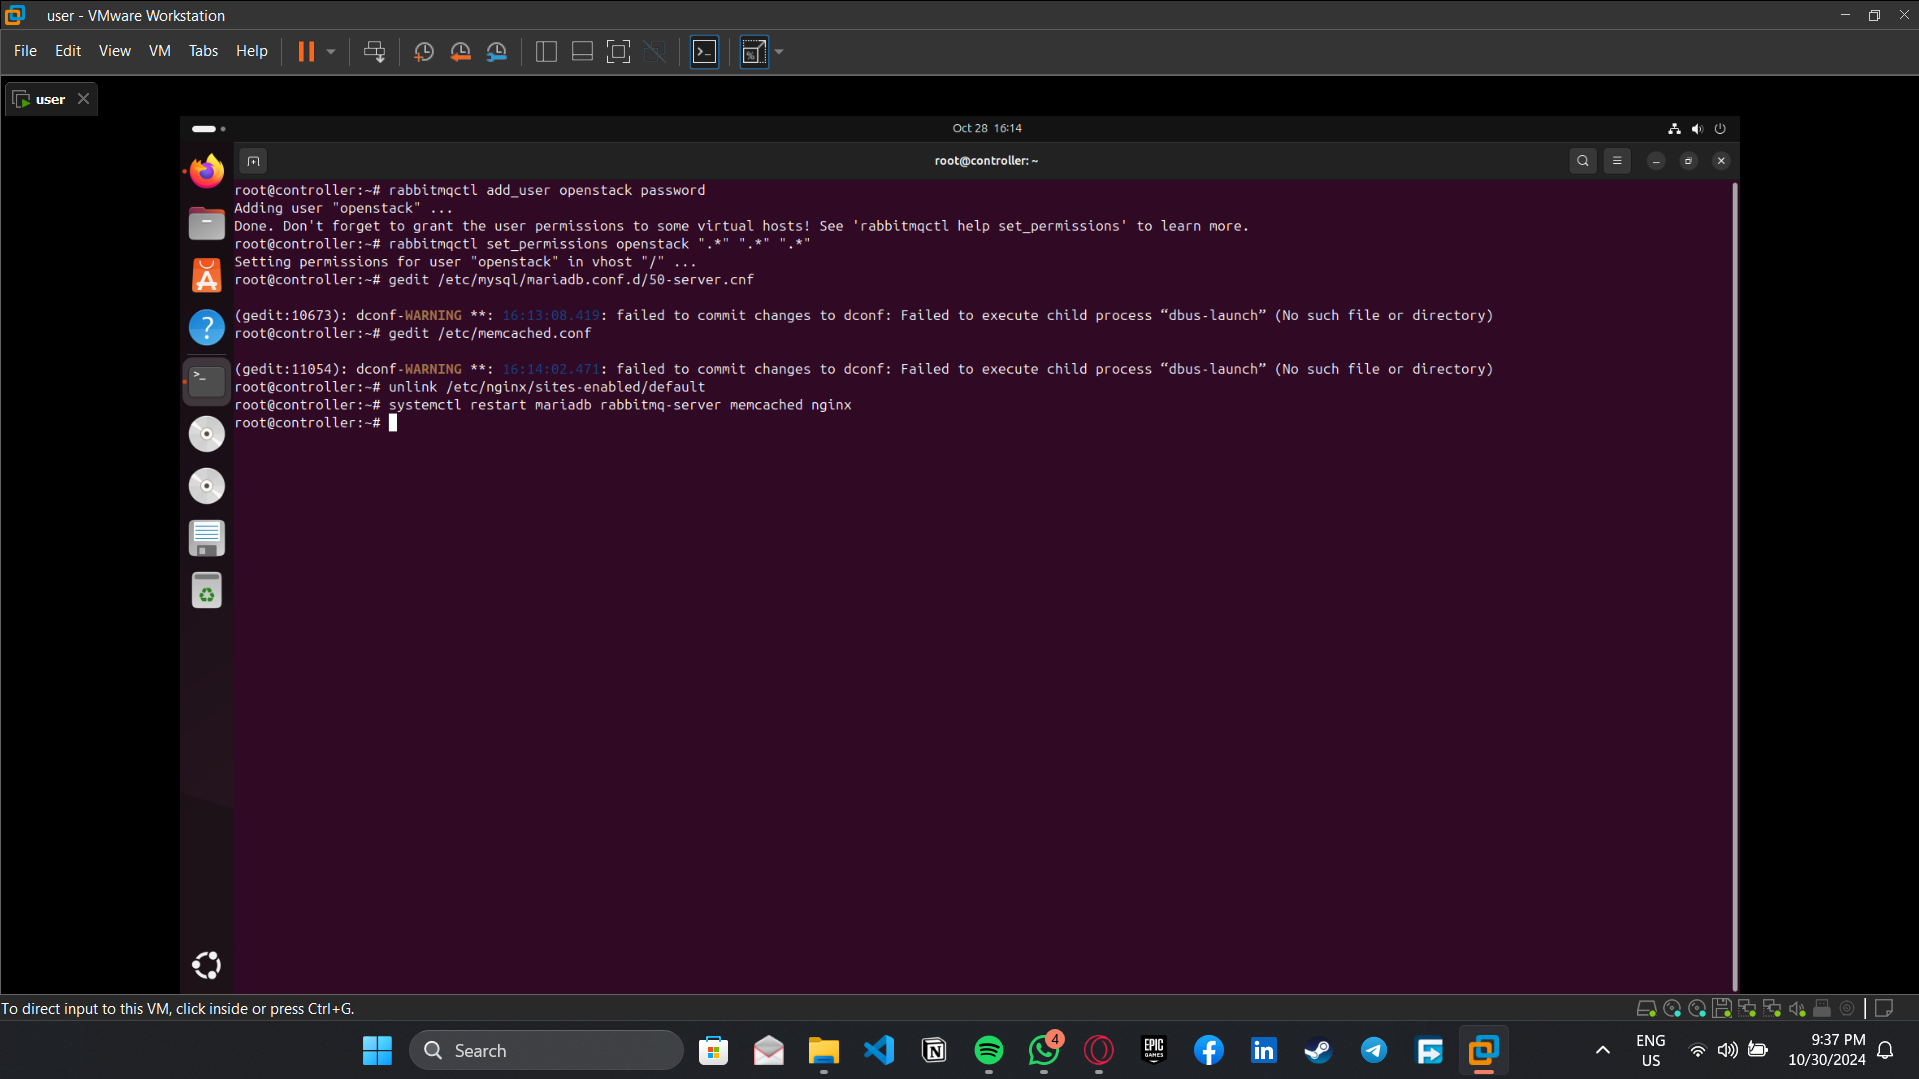 user - VMware Workstation
File Edit View VM Tabs Help
user
Oct 28 16:14
root@controller: ~
root@controller:~# rabbitmqctl add_user openstack password
Adding user "openstack" ...
Done. Don't forget to grant the user permissions to some virtual hosts! See 'rabbitmqctl help set_permissions' to learn more.
root@controller:~# rabbitmqctl set_permissions openstack ".*" ".*" ".*"
Setting permissions for user "openstack" in vhost "/" ...
root@controller:~# gedit /etc/mysql/mariadb.conf.d/50-server.cnf
(gedit:10673): dconf-WARNING **: 16:13:08.419: failed to commit changes to dconf: Failed to execute child process “dbus-launch” (No such file or directory)
root@controller:~# gedit /etc/memcached.conf
(gedit:11054): dconf-WARNING **: 16:14:02.471: failed to commit changes to dconf: Failed to execute child process “dbus-launch” (No such file or directory)
root@controller:~# unlink /etc/nginx/sites-enabled/default
root@controller:~# systemctl restart mariadb rabbitmq-server memcached nginx
root@controller:~#
To direct input to this VM, click inside or press Ctrl+G.
Search
4
EPIC
GAMES
ENG
US
9:37 PM
10/30/2024